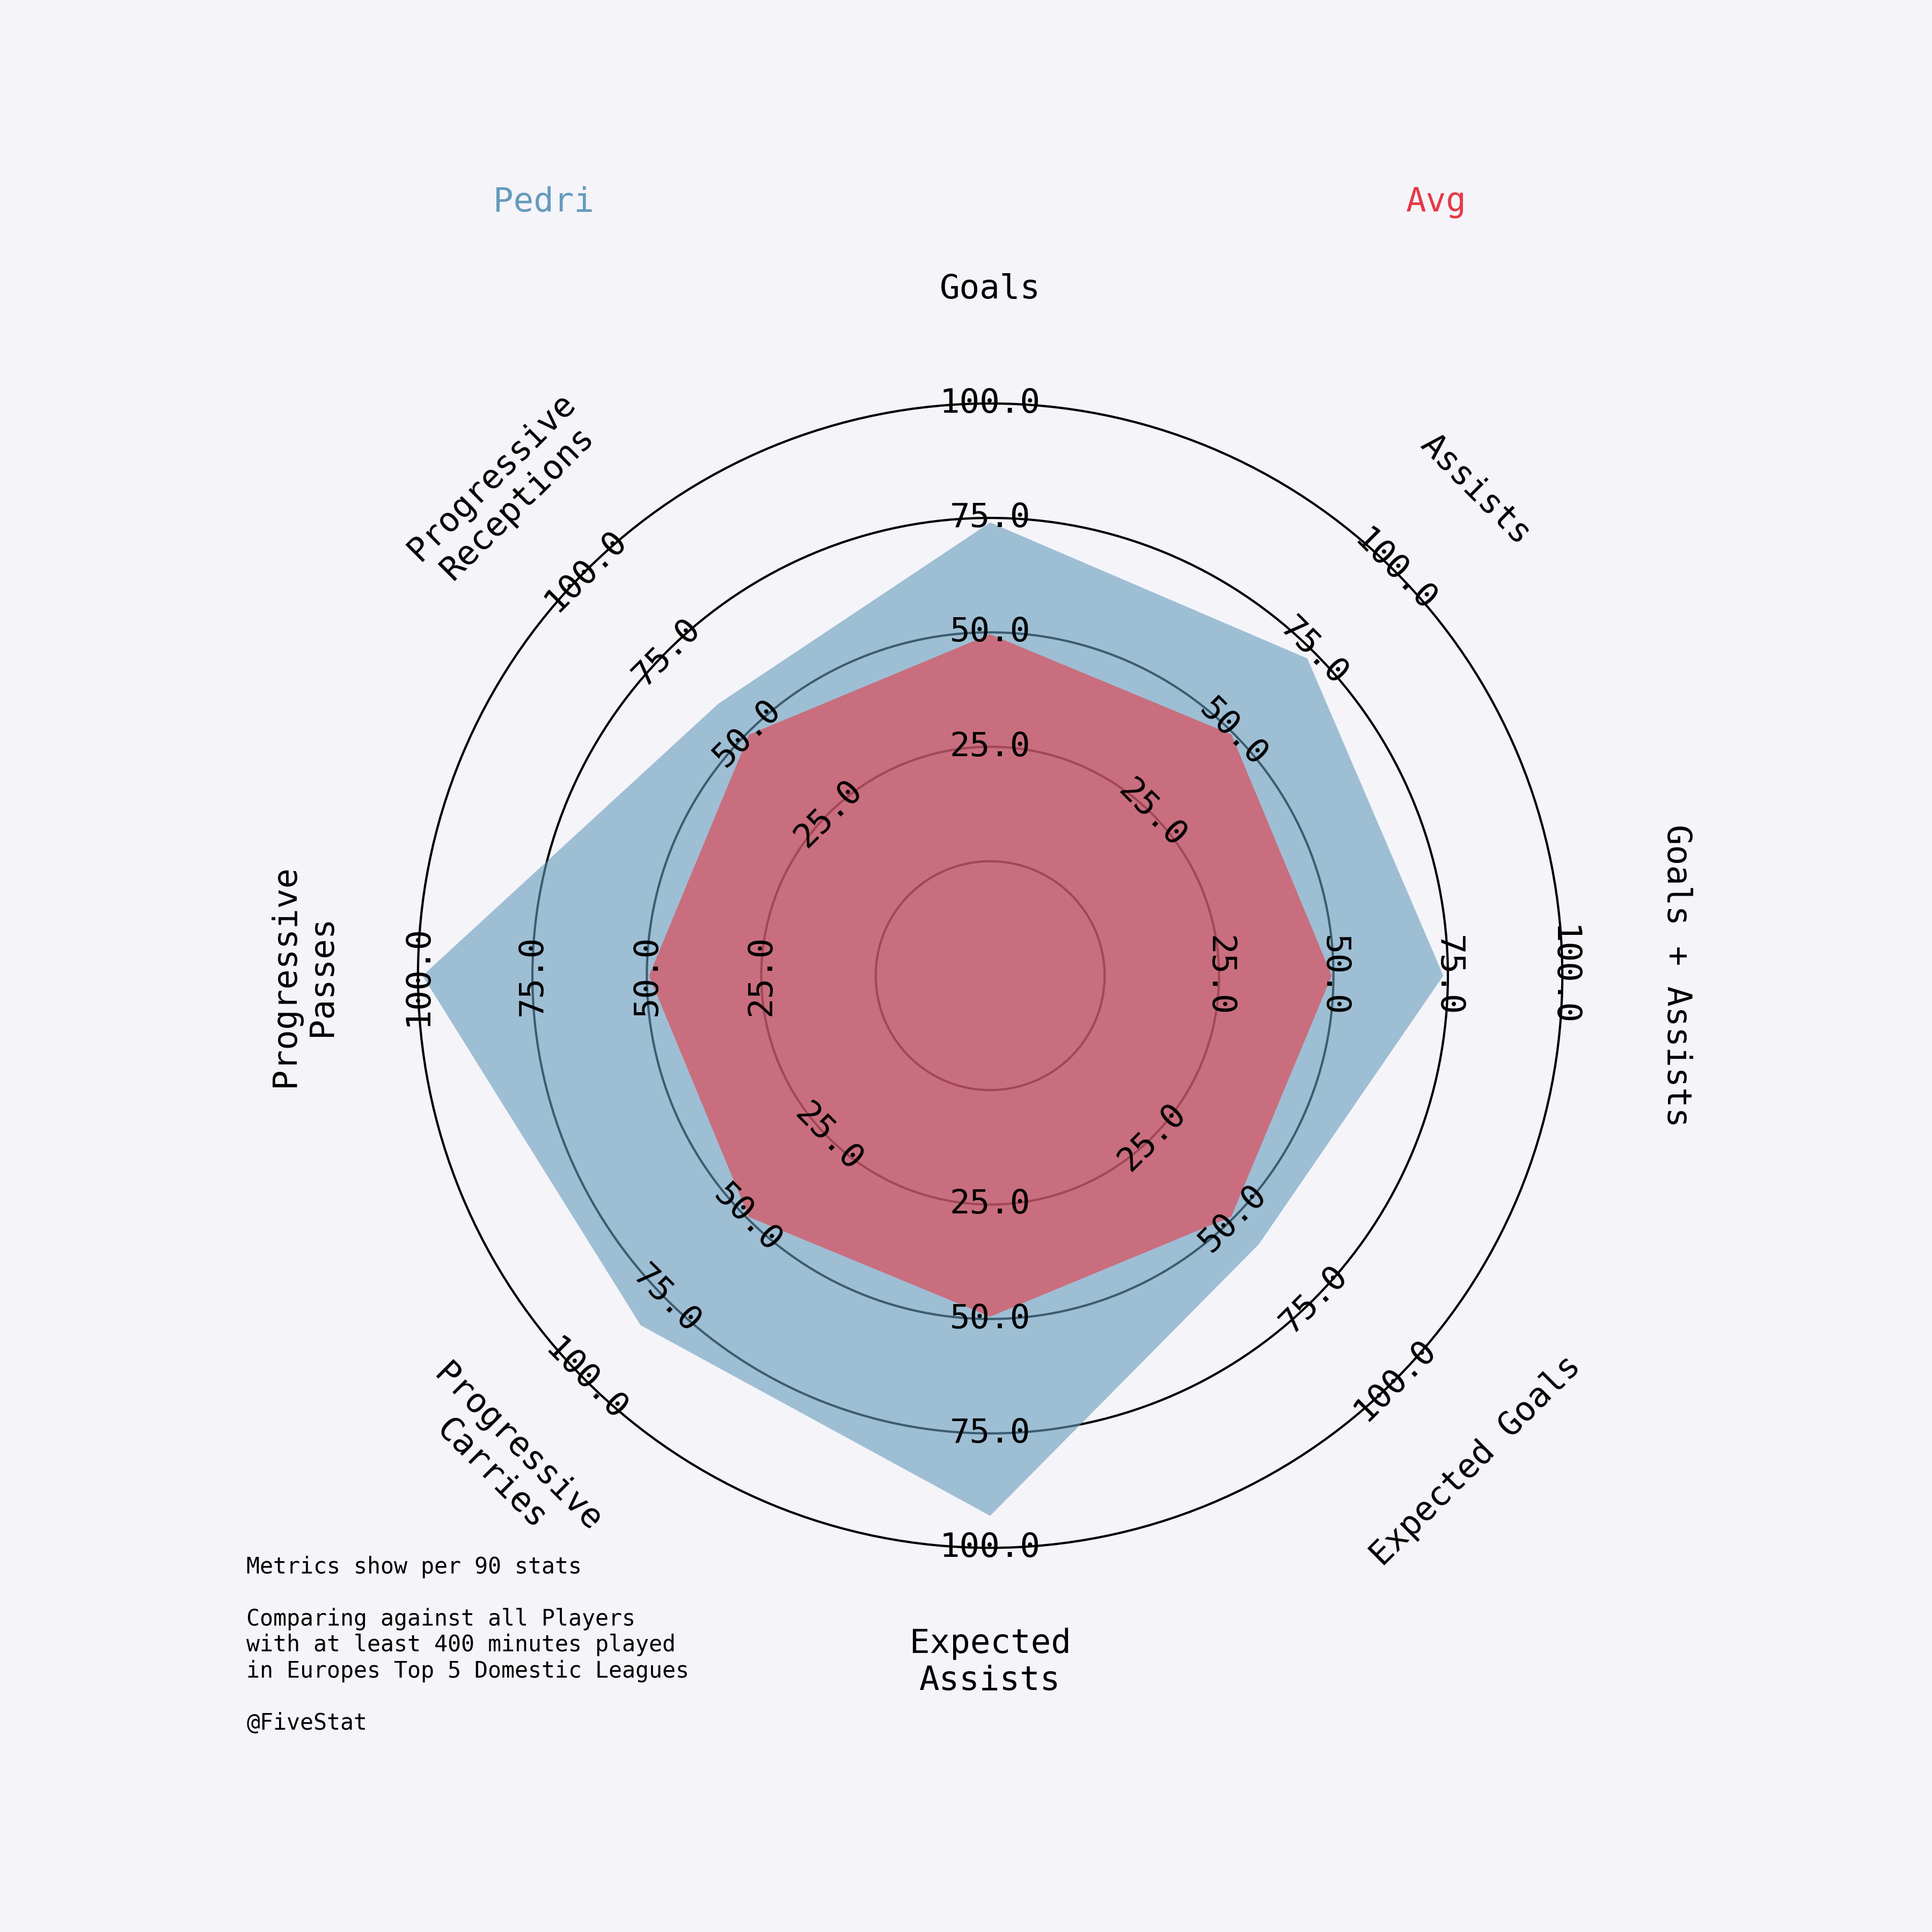 Pedri
Avg
Goals
Assists
Goals + Assists
Expected Goals
Expected
Assists
Progressive
Carries
Progressive
Passes
Progressive
Receptions
100.0
75.0
50.0
25.0
100.0
75.0
50.0
25.0
100.0
75.0
50.0
25.0
100.0
75.0
50.0
25.0
25.0
50.0
75.0
100.0
100.0
75.0
50.0
25.0
100.0
75.0
50.0
25.0
100.0
75.0
50.0
25.0
Metrics show per 90 stats
Comparing against all Players
with at least 400 minutes played
in Europes Top 5 Domestic Leagues
@FiveStat